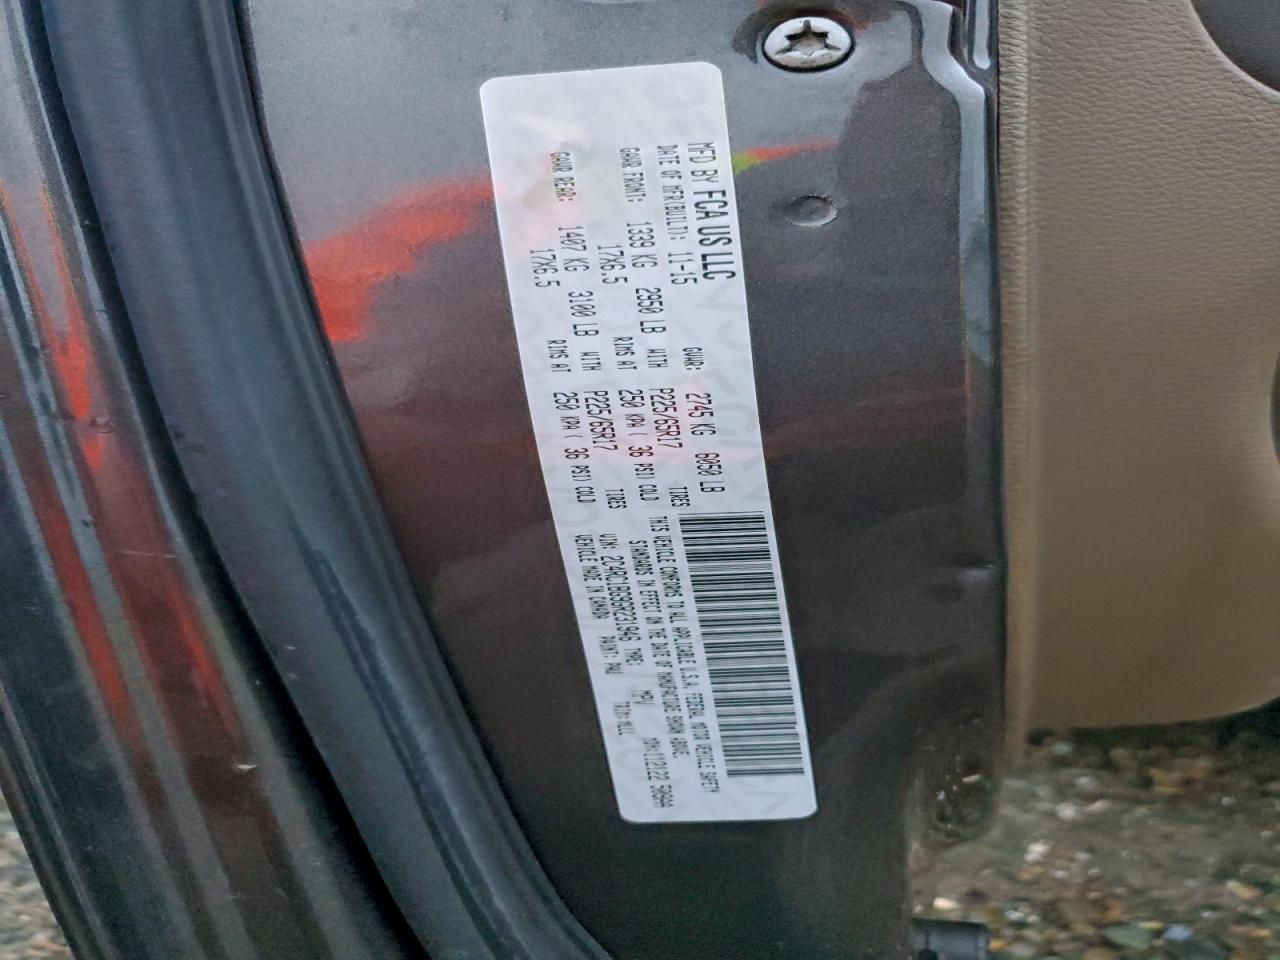 MFD BY FCA US LLC
DATE OF MFR(BUILT): 11-15 GVWR: 2745 KG 6050 LB
GAWR FRONT: 1339 KG 2950 LB WITH P225/65R17 TIRES
17X6.5 RIMS AT 250 KPA ( 36 PSI) COLD
GAWR REAR: 1407 KG 3100 LB WITH P225/65R17 TIRES
17X6.5 RIMS AT 250 KPA ( 36 PSI) COLD
THIS VEHICLE CONFORMS TO ALL APPLICABLE U.S.A. FEDERAL MOTOR VEHICLE SAFETY
STANDARDS IN EFFECT ON THE DATE OF MANUFACTURE SHOWN ABOVE.
VIN: 2C4RC1BG9GR231946 TYPE: MPV
VEHICLE MADE IN CANADA PAINT: PAU TRIM: